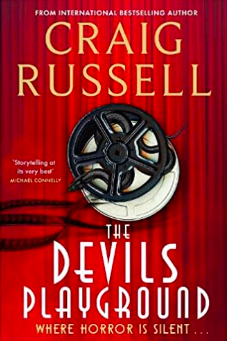 FROM INTERNATIONAL BESTSELLING AUTHOR
CRAIG
RUSSELL
'Storytelling at
its very best'
MICHAEL CONNELLY
THE
DEVILS
PLAYGROUND
WHERE HORROR IS SILENT . . .